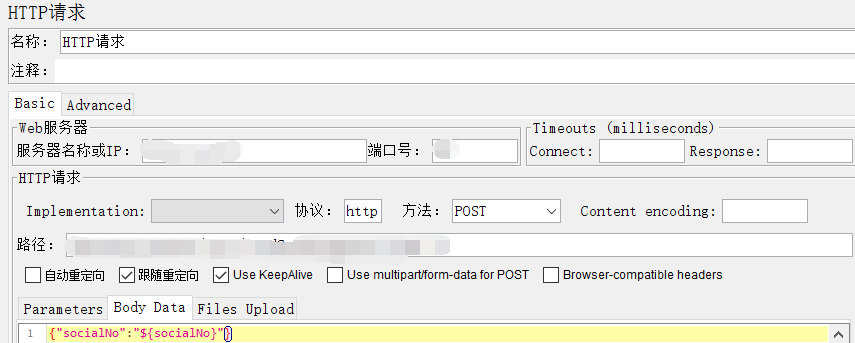 HTTP请求
名称： HTTP请求
注释：
Basic Advanced
Web服务器 Timeouts (milliseconds)
服务器名称或IP： 端口号： Connect: Response:
HTTP请求
Implementation: 协议： http 方法： POST Content encoding:
路径：
自动重定向 跟随重定向 Use KeepAlive Use multipart/form-data for POST Browser-compatible headers
Parameters Body Data Files Upload
1 {"socialNo":"${socialNo}"}